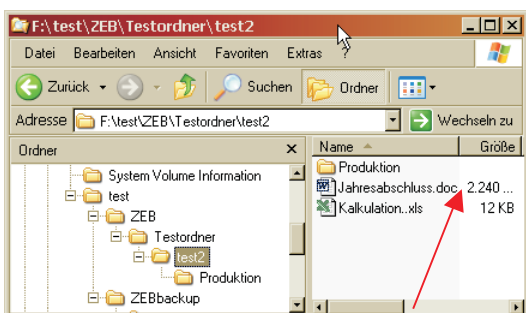 F:\test\ZEB\Testordner\test2
Datei Bearbeiten Ansicht Favoriten Extras ?
Zurück Suchen Ordner
Adresse F:\test\ZEB\Testordner\test2 Wechseln zu
Ordner Name Größe
Produktion
System Volume Information
Jahresabschluss.doc 2.240 ...
test
Kalkulation..xls 12 KB
ZEB
Testordner
test2
Produktion
ZEBbackup